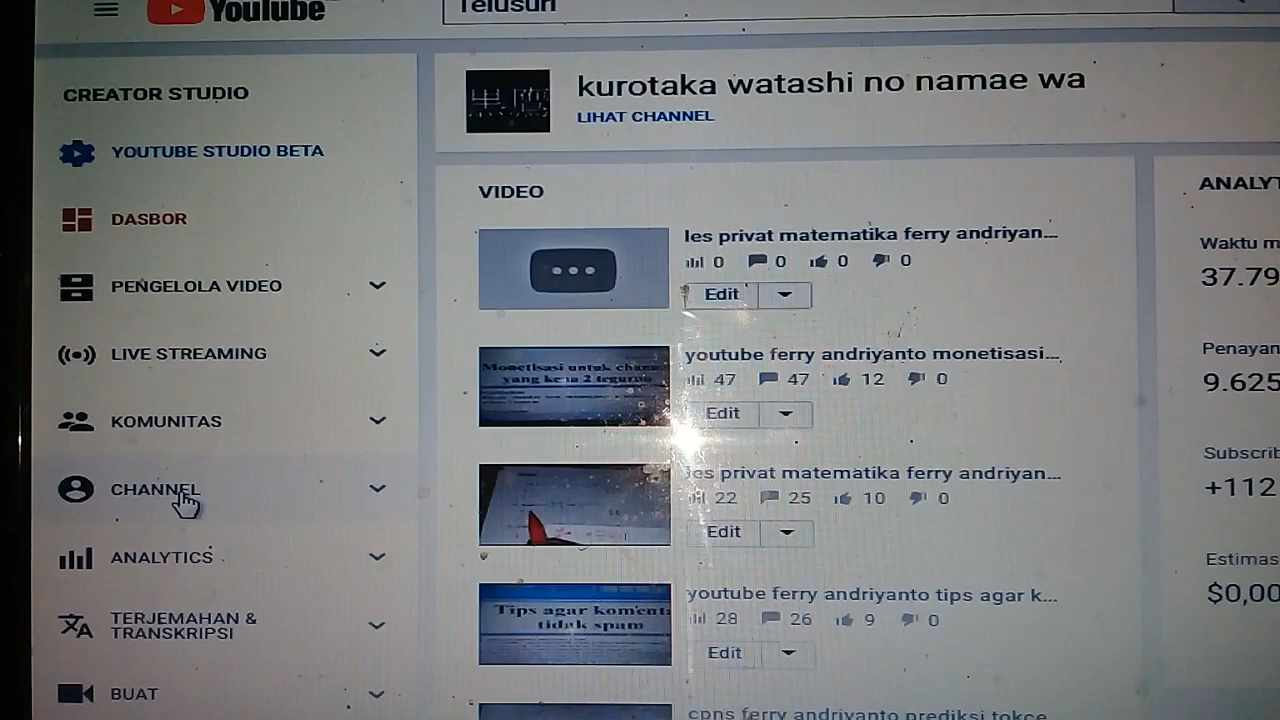 YouTube
Telusuri
CREATOR STUDIO
YOUTUBE STUDIO BETA
DASBOR
PENGELOLA VIDEO
LIVE STREAMING
KOMUNITAS
CHANNEL
ANALYTICS
TERJEMAHAN &
TRANSKRIPSI
BUAT
黒鷹
kurotaka watashi no namae wa
LIHAT CHANNEL
VIDEO
les privat matematika ferry andriyan...
0 0 0 0
Edit
Monetisasi untuk
yang kena 2 teguran
youtube ferry andriyanto monetisasi...
47 47 12 0
Edit
les privat matematika ferry andriyan...
22 25 10 0
Edit
Tips agar komenta
tidak spam
youtube ferry andriyanto tips agar k...
28 26 9 0
Edit
cpns ferry andriyanto prediksi tokce
ANALYT
Waktu m
37.79
Penayan
9.625
Subscrib
+112
Estimas
$0,00